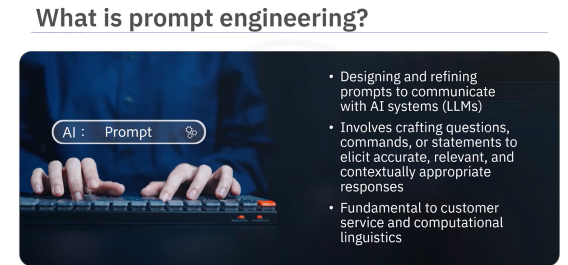 What is prompt engineering?
AI : Prompt
• Designing and refining
prompts to communicate
with AI systems (LLMs)
• Involves crafting questions,
commands, or statements to
elicit accurate, relevant, and
contextually appropriate
responses
• Fundamental to customer
service and computational
linguistics